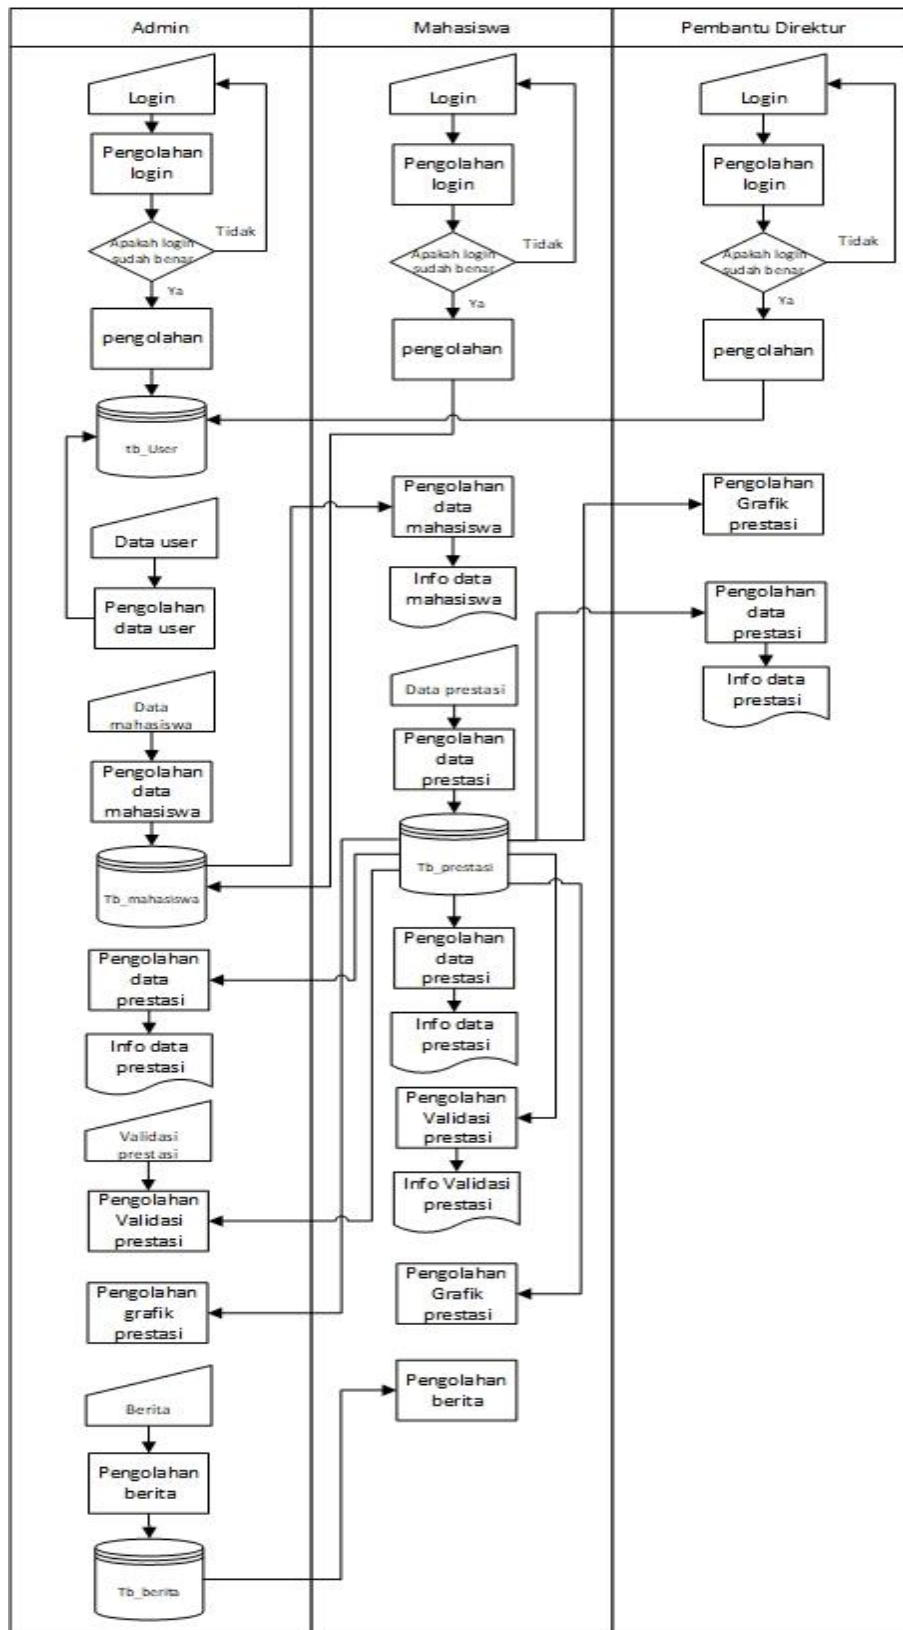 Admin
Mahasiswa
Pembantu Direktur
Login
Pengolahan
login
Apakah login
sudah benar
Tidak
Ya
pengolahan
tb_User
Data user
Pengolahan
data user
Data
mahasiswa
Pengolahan
data
mahasiswa
Tb_mahasiswa
Pengolahan
data
prestasi
Info data
prestasi
Validasi
prestasi
Pengolahan
Validasi
prestasi
Pengolahan
grafik
prestasi
Berita
Pengolahan
berita
Tb_berita
Login
Pengolahan
login
Apakah login
sudah benar
Tidak
Ya
pengolahan
Pengolahan
data
mahasiswa
Info data
mahasiswa
Data prestasi
Pengolahan
data
prestasi
Tb_prestasi
Pengolahan
data
prestasi
Info data
prestasi
Pengolahan
Validasi
prestasi
Info Validasi
prestasi
Pengolahan
Grafik
prestasi
Pengolahan
berita
Login
Pengolahan
login
Apakah login
sudah benar
Tidak
Ya
pengolahan
Pengolahan
Grafik
prestasi
Pengolahan
data
prestasi
Info data
prestasi